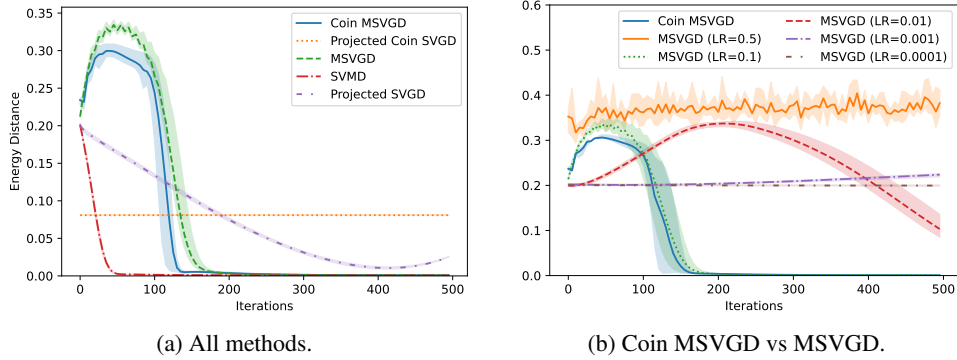 Energy Distance
0.35
0.30
0.25
0.20
0.15
0.10
0.05
0.00
0
100
200
300
400
500
Iterations
Coin MSVGD
Projected Coin SVGD
MSVGD
SVMD
Projected SVGD
(a) All methods.
0.6
0.5
0.4
0.3
0.2
0.1
0.0
0
100
200
300
400
500
Iterations
Coin MSVGD
MSVGD (LR=0.5)
MSVGD (LR=0.1)
MSVGD (LR=0.01)
MSVGD (LR=0.001)
MSVGD (LR=0.0001)
(b) Coin MSVGD vs MSVGD.